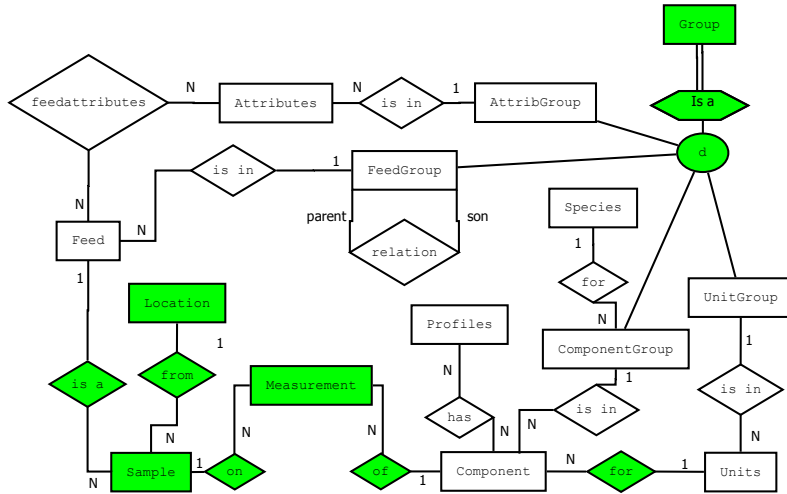 Group
Is a
feedattributes
N
Attributes
N
is in
1
AttribGroup
d
is in
1
FeedGroup
N
N
Feed
parent
son
relation
Species
1
for
N
1
Location
1
from
N
is a
N
Sample
1
on
N
Measurement
N
of
1
Profiles
N
has
N
Component
ComponentGroup
1
is in
N
UnitGroup
1
is in
N
N
for
1
Units